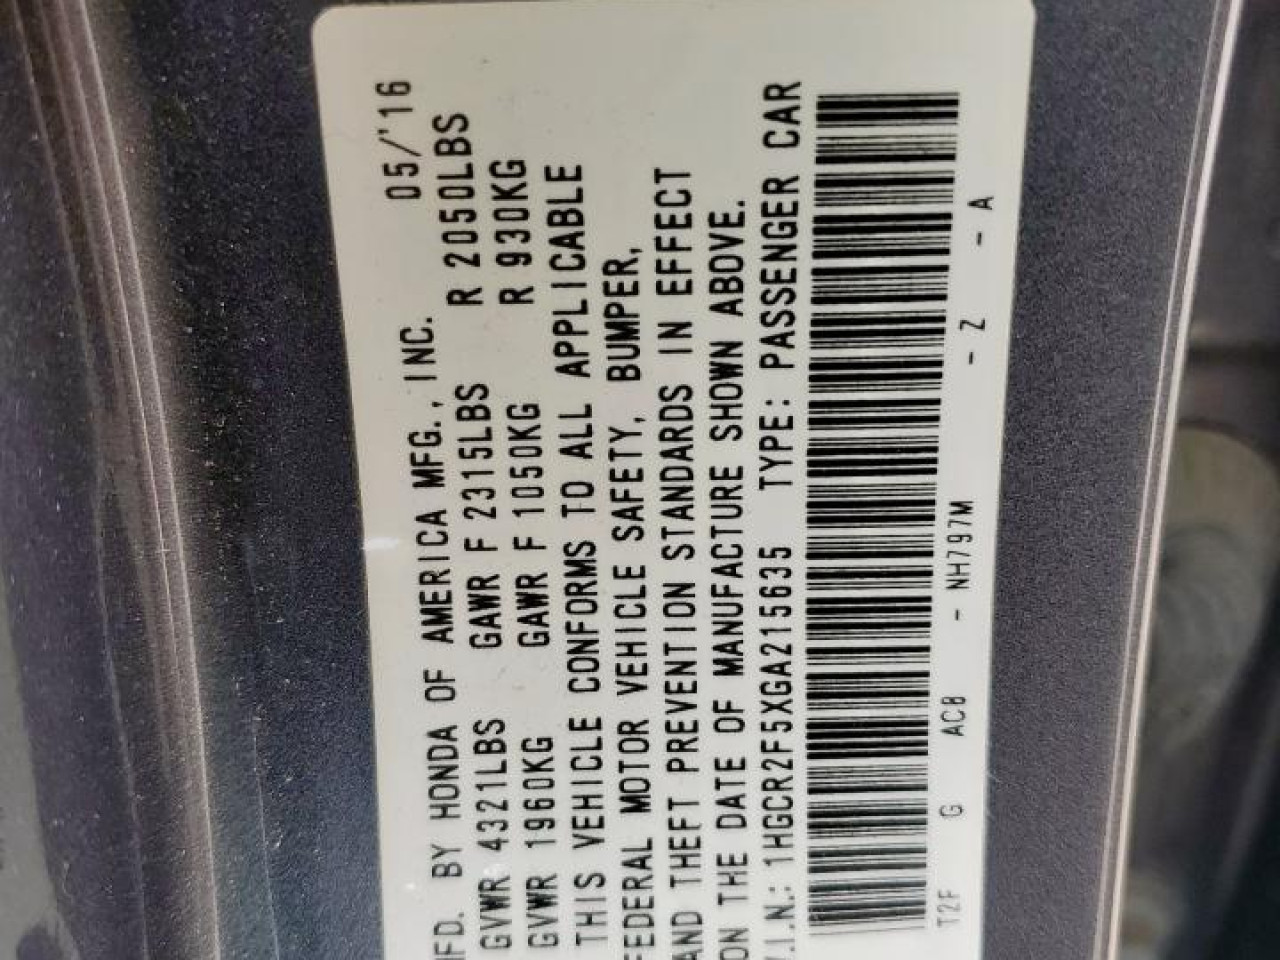 MFD. BY HONDA OF AMERICA MFG., INC. 05/'16
GVWR 4321LBS GAWR F 2315LBS R 2050LBS
GVWR 1960KG GAWR F 1050KG R 930KG
THIS VEHICLE CONFORMS TO ALL APPLICABLE
FEDERAL MOTOR VEHICLE SAFETY, BUMPER,
AND THEFT PREVENTION STANDARDS IN EFFECT
ON THE DATE OF MANUFACTURE SHOWN ABOVE.
V.I.N.: 1HGCR2F5XGA215635 TYPE: PASSENGER CAR
T2F G AC8 - NH797M - Z - A